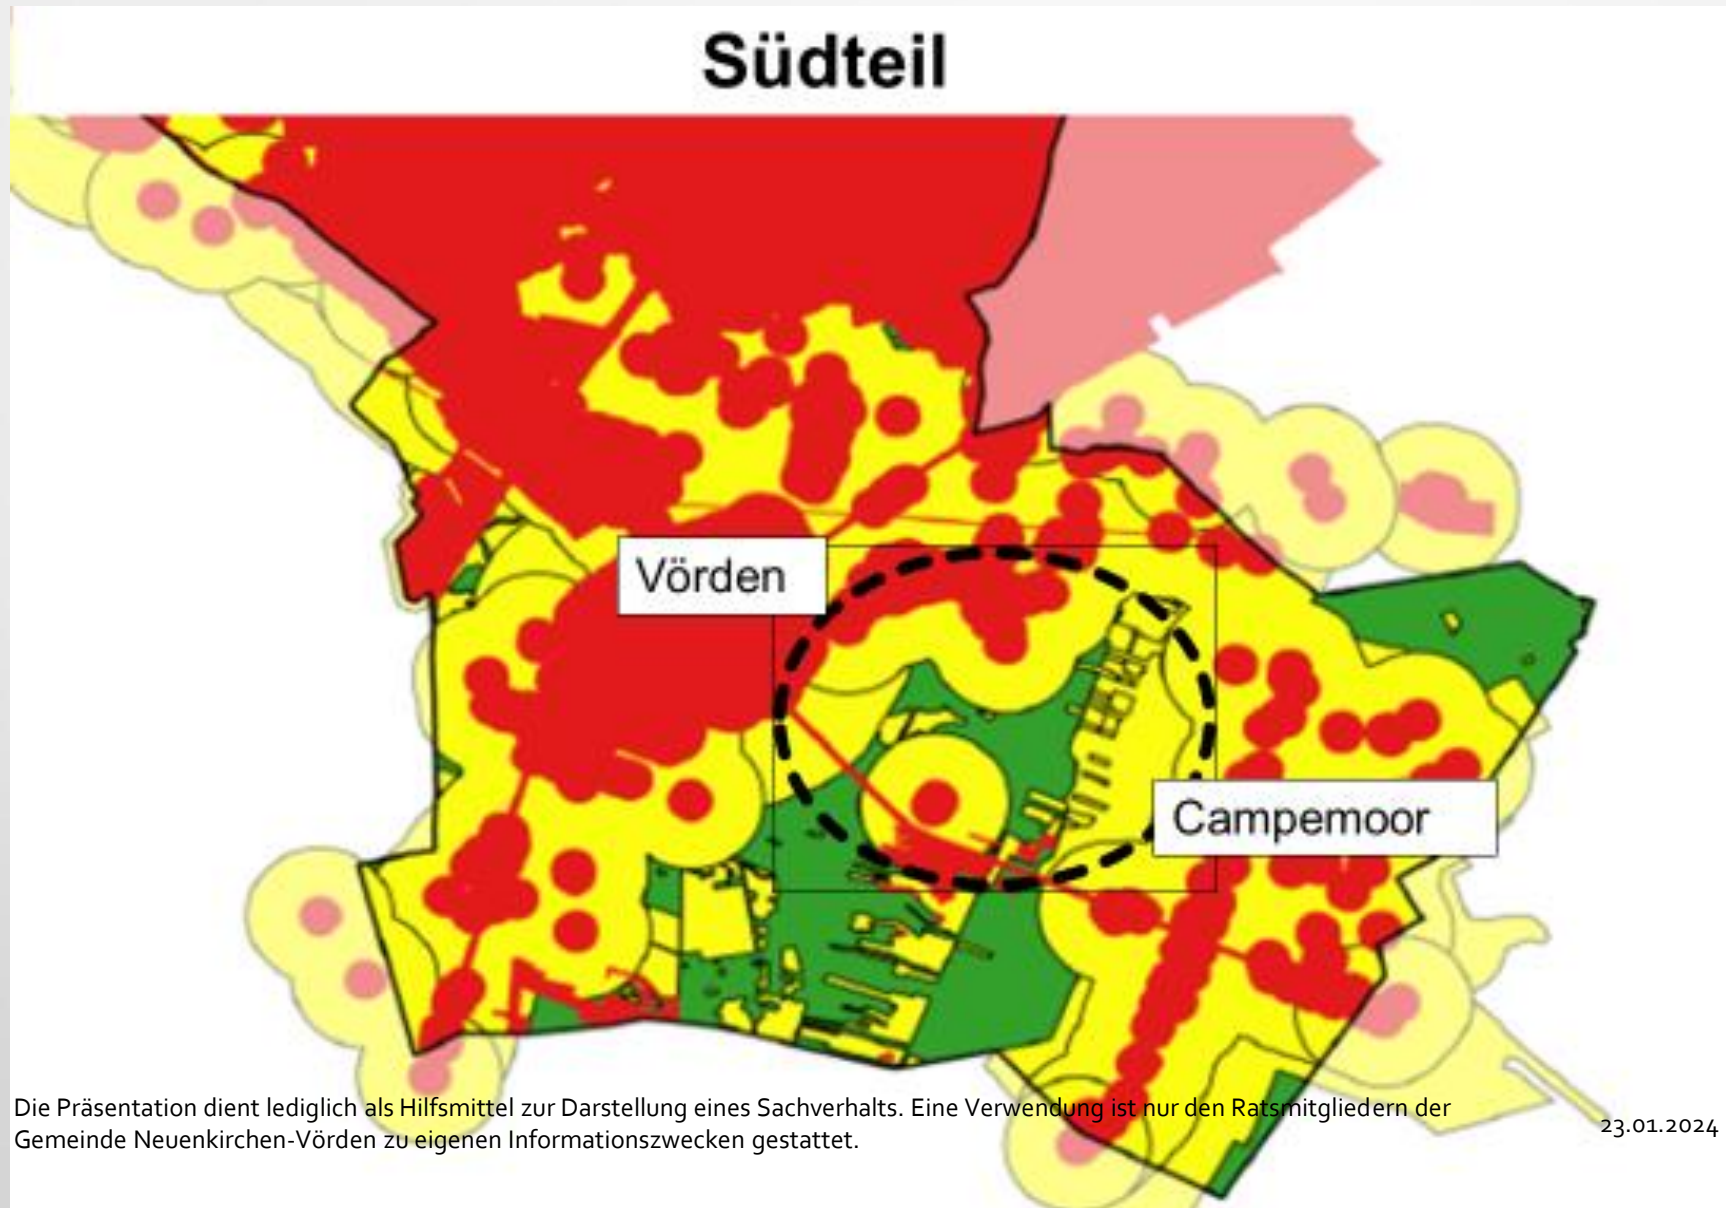 Südteil
Vörden
Campemoor
Die Präsentation dient lediglich als Hilfsmittel zur Darstellung eines Sachverhalts. Eine Verwendung ist nur den Ratsmitgliedern der
Gemeinde Neuenkirchen-Vörden zu eigenen Informationszwecken gestattet.
23.01.2024